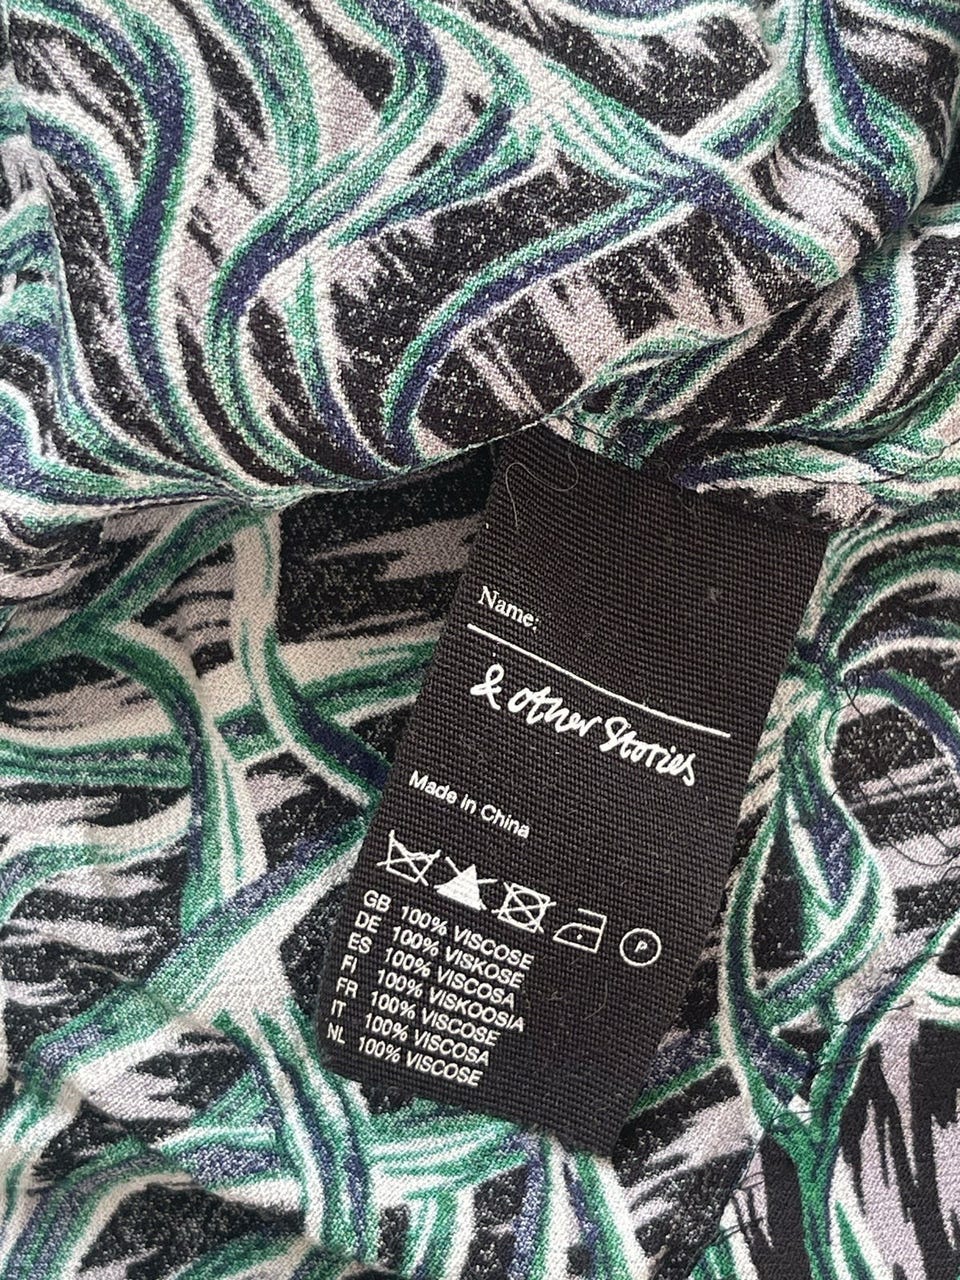 Name:
& other Stories
Made in China
P
GB 100% VISCOSE
DE 100% VISKOSE
ES 100% VISCOSA
FI 100% VISKOOSIA
FR 100% VISCOSE
IT 100% VISCOSA
NL 100% VISCOSE